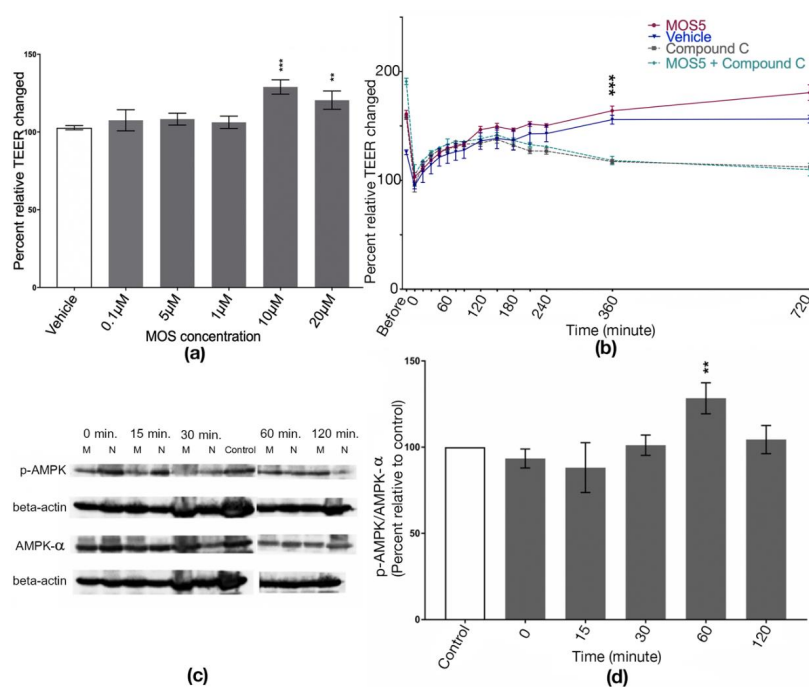 Percent relative TEER changed
150
100
50
0
***
**
Vehicle
0.1µM
5µM
1µM
10µM
20µM
MOS concentration
(a)
MOS5
Vehicle
Compound C
MOS5 + Compound C
Percent relative TEER changed
200
150
100
50
0
***
Before
0
60
120
180
240
360
720
Time (minute)
(b)
0 min. 15 min. 30 min. 60 min. 120 min.
M N M N M N Control M N M N
p-AMPK
beta-actin
AMPK-α
beta-actin
(c)
p-AMPK/AMPK-α
(Percent relative to control)
150
100
50
0
**
Control
0
15
30
60
120
Time (minute)
(d)